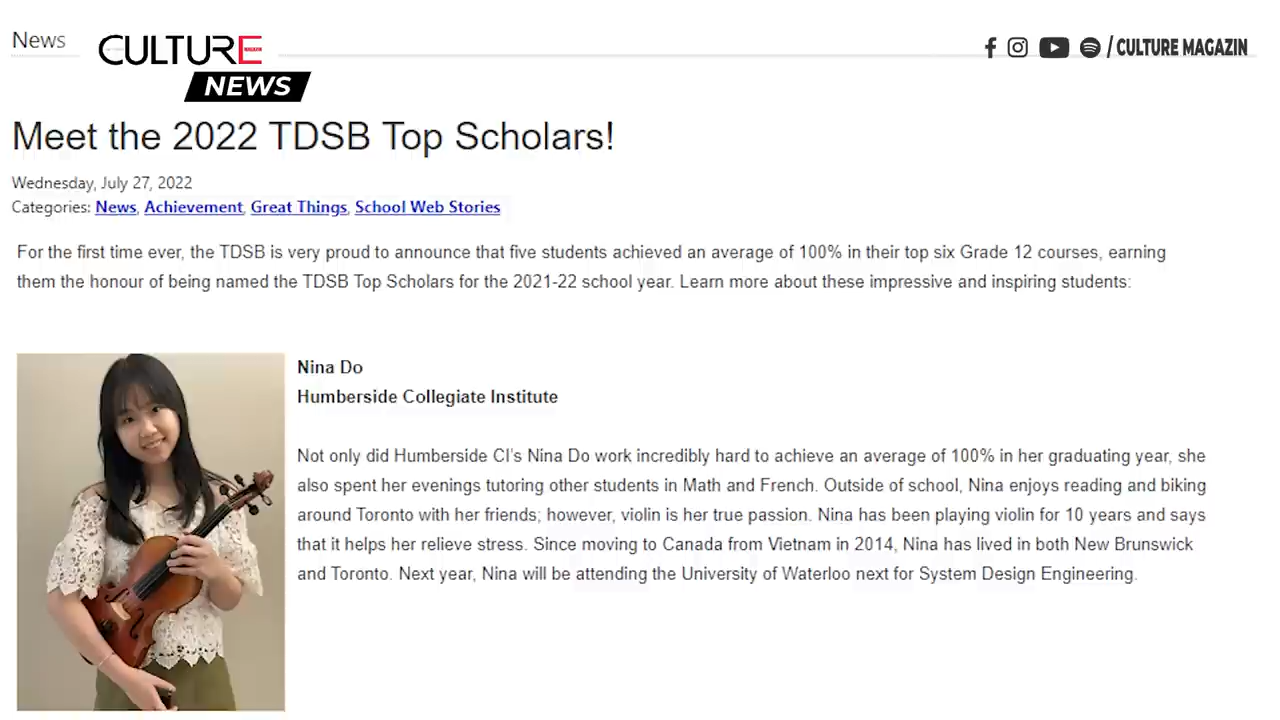 News
CULTURE
NEWS
/ CULTURE MAGAZIN
Meet the 2022 TDSB Top Scholars!
Wednesday, July 27, 2022
Categories: News, Achievement, Great Things, School Web Stories
For the first time ever, the TDSB is very proud to announce that five students achieved an average of 100% in their top six Grade 12 courses, earning
them the honour of being named the TDSB Top Scholars for the 2021-22 school year. Learn more about these impressive and inspiring students:
Nina Do
Humberside Collegiate Institute
Not only did Humberside CI's Nina Do work incredibly hard to achieve an average of 100% in her graduating year, she
also spent her evenings tutoring other students in Math and French. Outside of school, Nina enjoys reading and biking
around Toronto with her friends; however, violin is her true passion. Nina has been playing violin for 10 years and says
that it helps her relieve stress. Since moving to Canada from Vietnam in 2014, Nina has lived in both New Brunswick
and Toronto. Next year, Nina will be attending the University of Waterloo next for System Design Engineering.